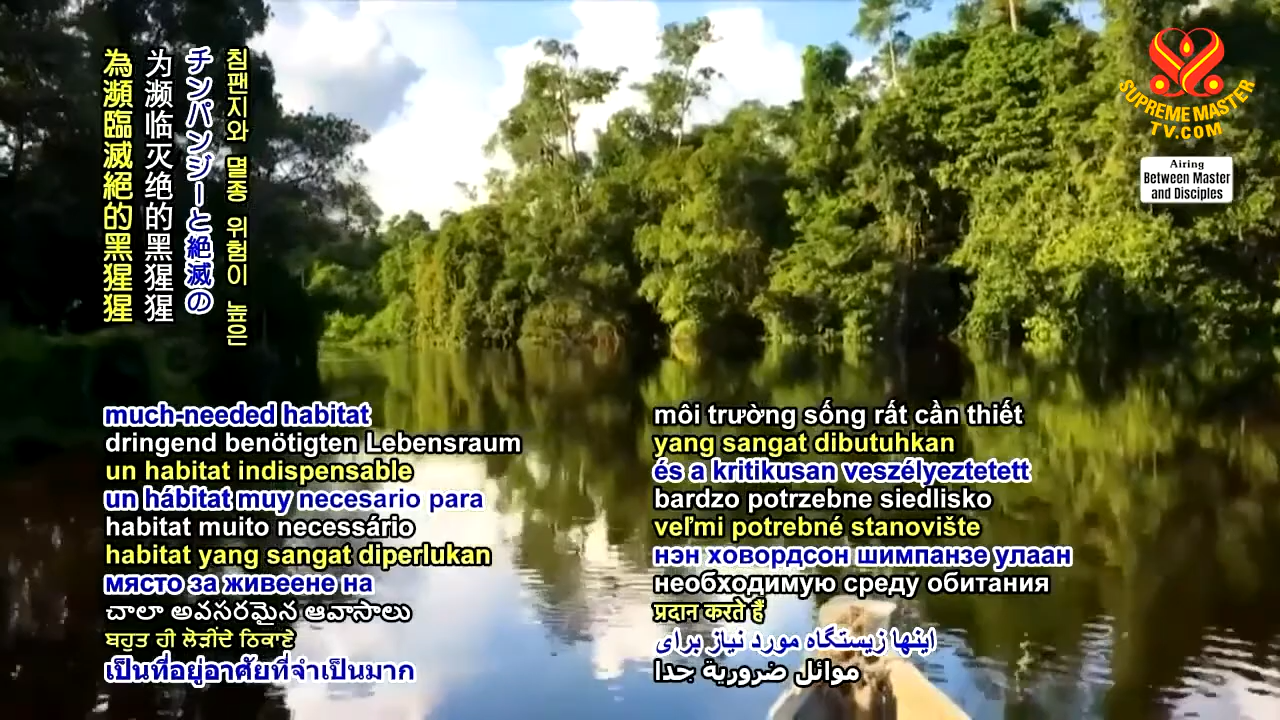 為瀕臨滅絕的黑猩猩
为濒临灭绝的黑猩猩
チンパンジーと絶滅の
침팬지와 멸종 위험이 높은
SUPREME MASTER
TV.COM
Airing
Between Master
and Disciples
much-needed habitat
dringend benötigten Lebensraum
un habitat indispensable
un hábitat muy necesario para
habitat muito necessário
habitat yang sangat diperlukan
място за живеене на
చాలా అవసరమైన ఆవాసాలు
ਬਹੁਤ ਹੀ ਲੋੜੀਂਦੇ ਠਿਕਾਣੇ
เป็นที่อยู่อาศัยที่จำเป็นมาก
môi trường sống rất cần thiết
yang sangat dibutuhkan
és a kritikusan veszélyeztetett
bardzo potrzebne siedlisko
veľmi potrebné stanovište
нэн ховордсон шимпанзе улаан
необходимую среду обитания
प्रदान करते हैं
اینها زیستگاه مورد نیاز برای
موائل ضرورية جدا